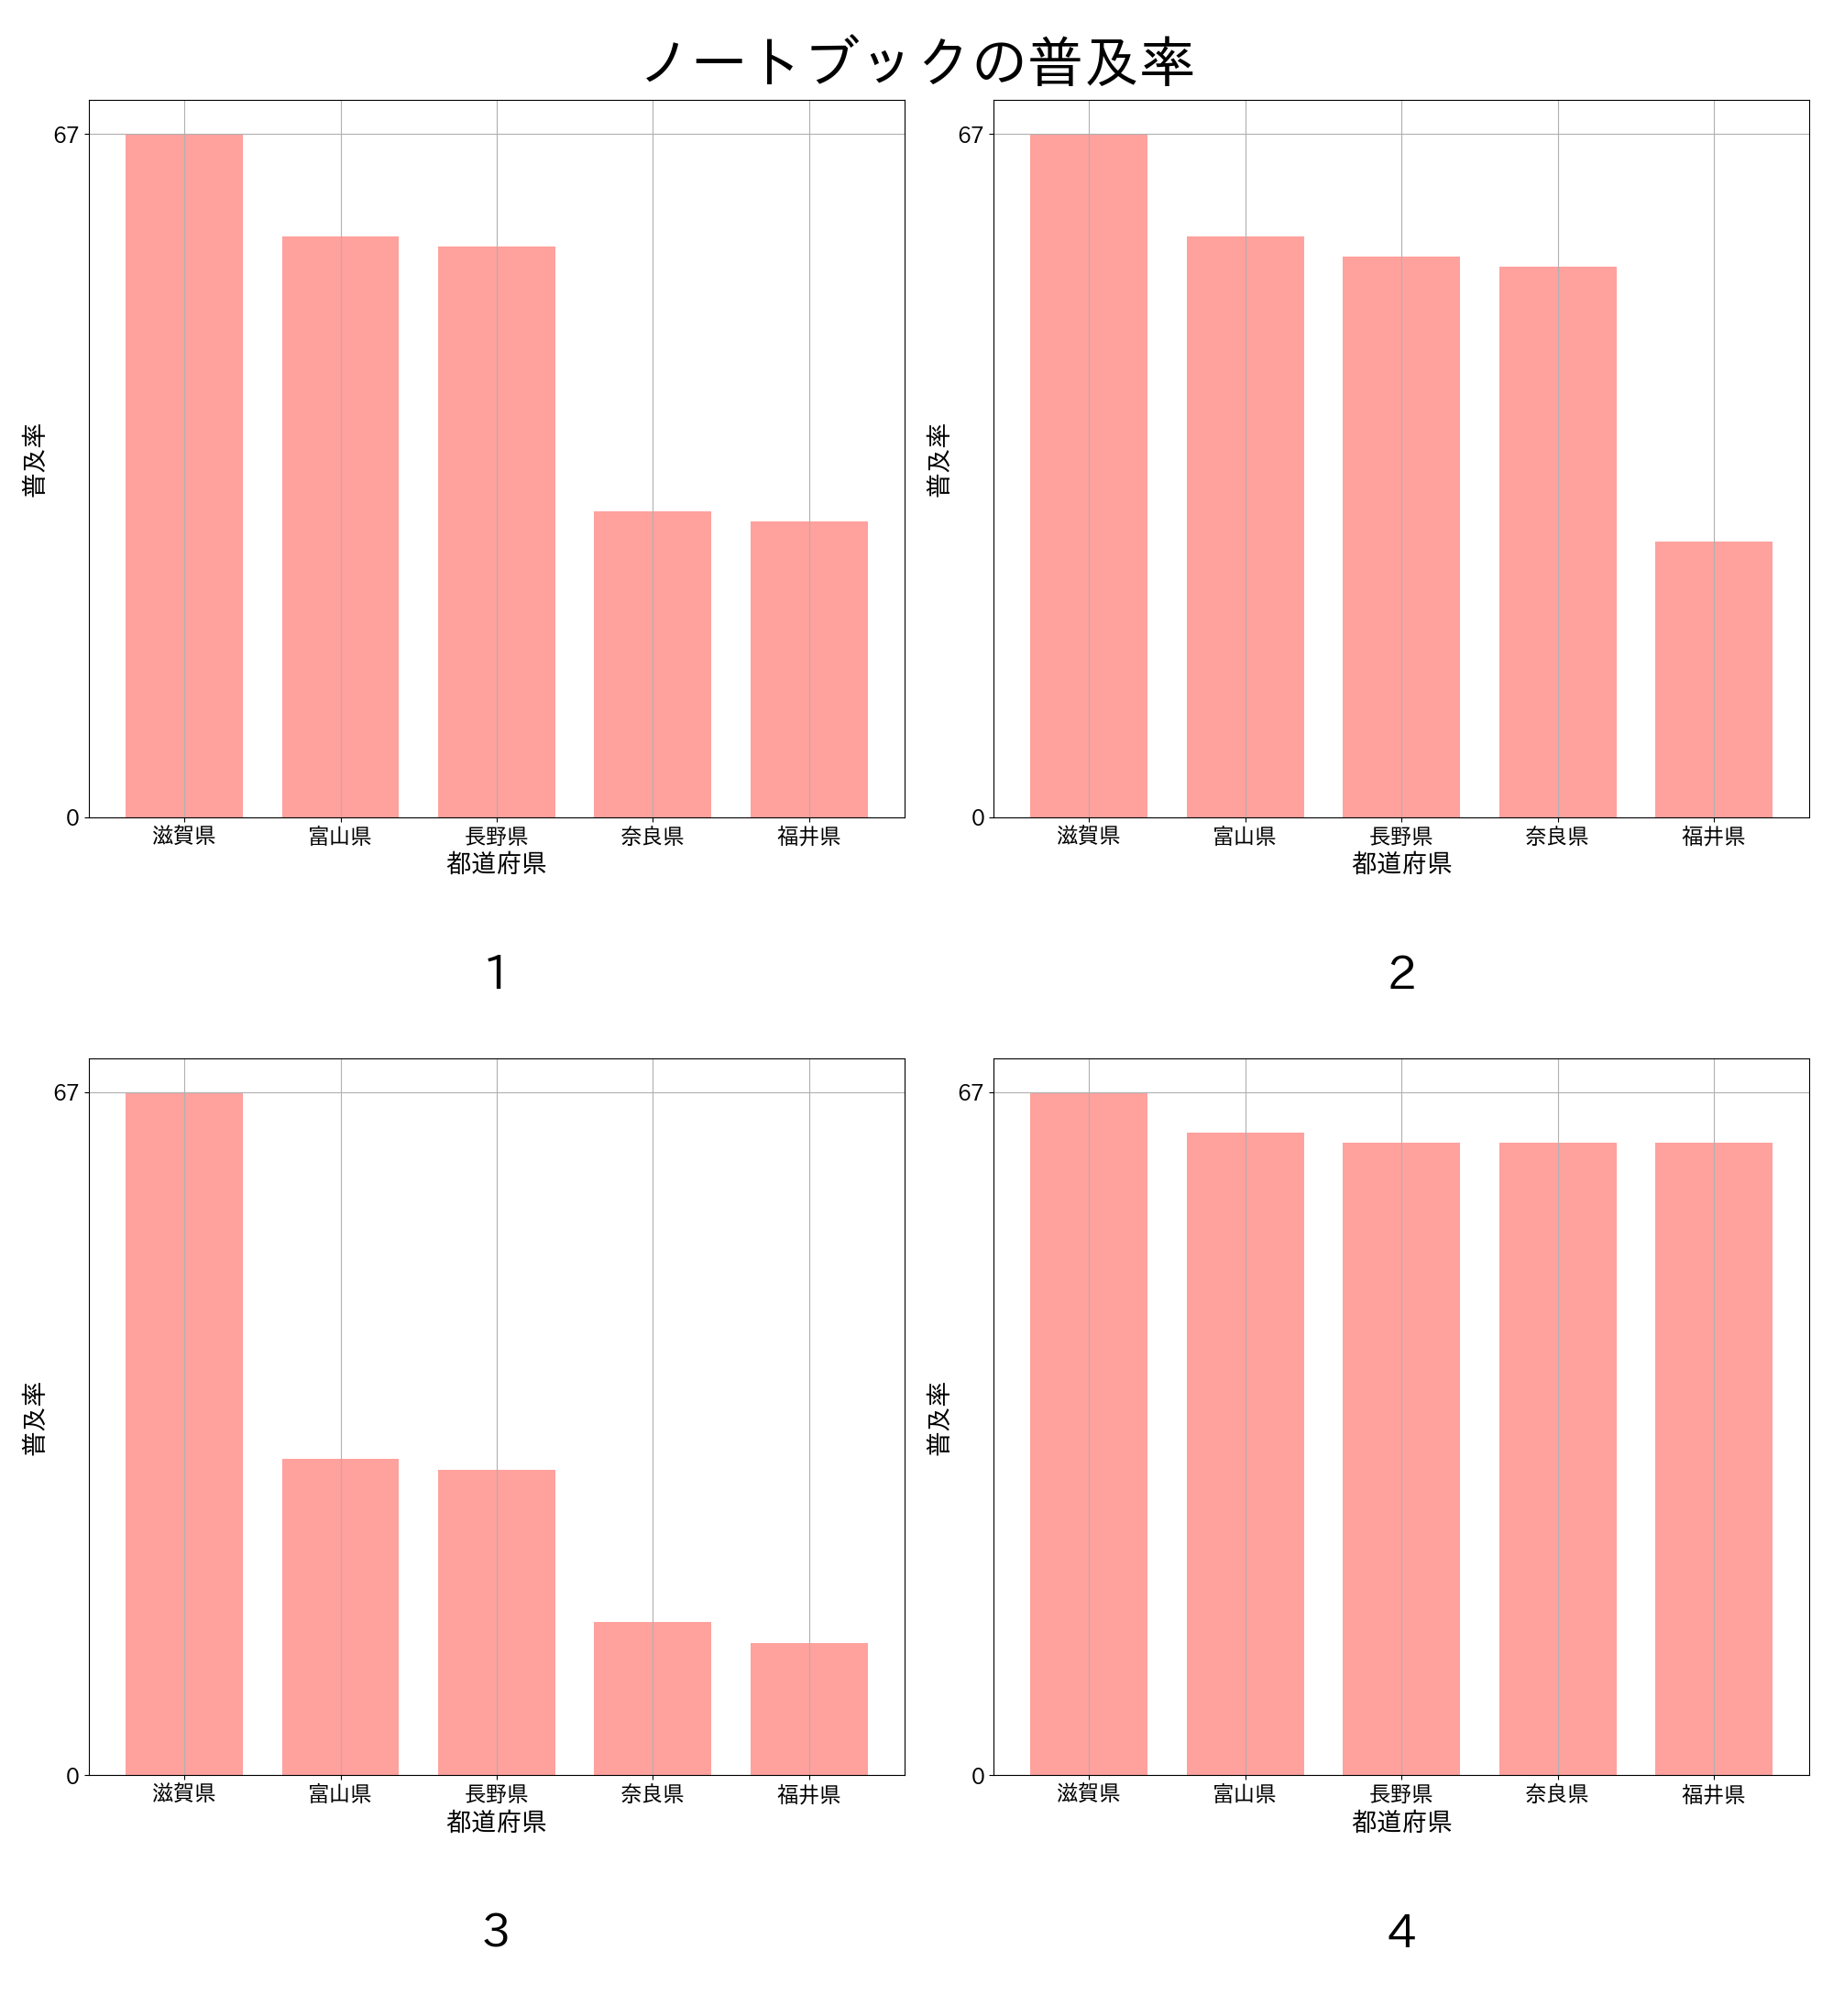 ノートブックの普及率
67
0
普及率
滋賀県 富山県 長野県 奈良県 福井県
都道府県
1
67
0
普及率
滋賀県 富山県 長野県 奈良県 福井県
都道府県
2
67
0
普及率
滋賀県 富山県 長野県 奈良県 福井県
都道府県
3
67
0
普及率
滋賀県 富山県 長野県 奈良県 福井県
都道府県
4